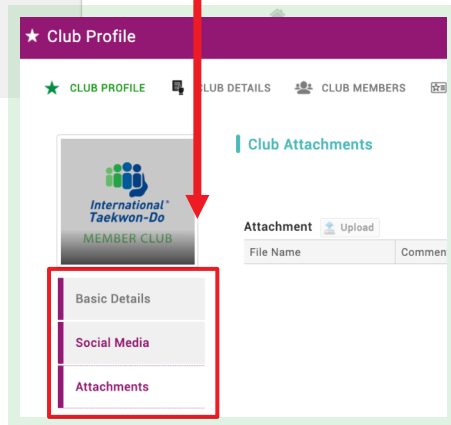 Club Profile
CLUB PROFILE
CLUB DETAILS
CLUB MEMBERS
Club Attachments
International
Taekwon-Do
MEMBER CLUB
Attachment Upload
File Name Commen
Basic Details
Social Media
Attachments